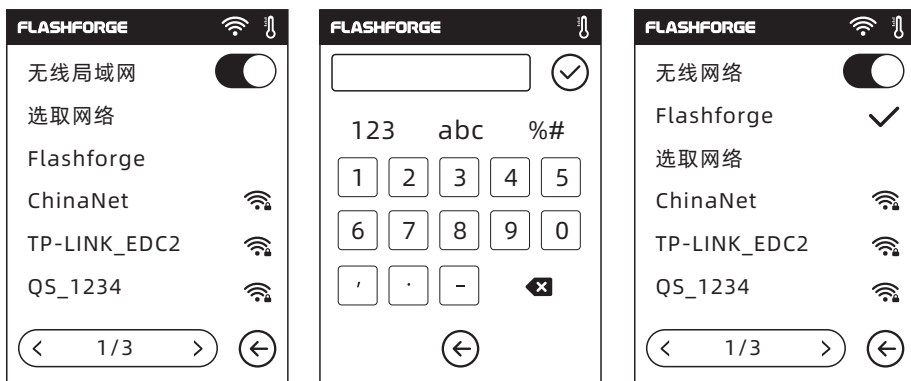 FLASHFORGE
无线局域网
选取网络
Flashforge
ChinaNet
TP-LINK_EDC2
QS_1234
1/3
FLASHFORGE
123 abc %#
1 2 3 4 5
6 7 8 9 0
, . -
FLASHFORGE
无线网络
Flashforge
选取网络
ChinaNet
TP-LINK_EDC2
QS_1234
1/3